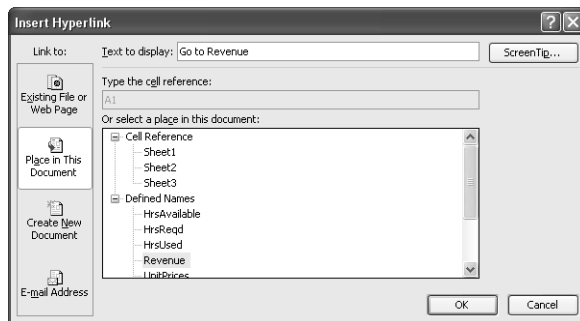 Insert Hyperlink
Link to:
Text to display: Go to Revenue
ScreenTip...
Existing File or
Web Page
Place in This
Document
Create New
Document
E-mail Address
Type the cell reference:
A1
Or select a place in this document:
Cell Reference
Sheet1
Sheet2
Sheet3
Defined Names
HrsAvailable
HrsReqd
HrsUsed
Revenue
UnitPrices
OK
Cancel